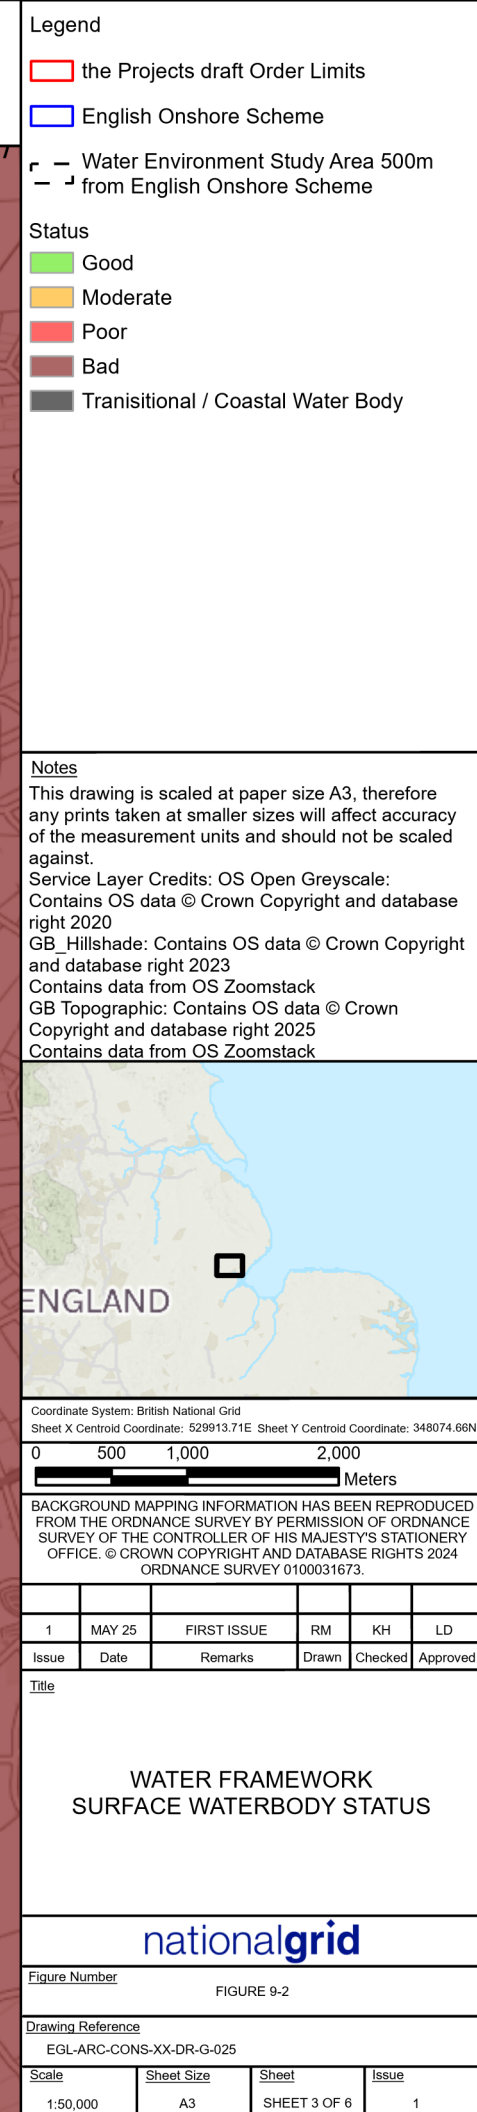 Legend
the Projects draft Order Limits
English Onshore Scheme
Water Environment Study Area 500m
from English Onshore Scheme
Status
Good
Moderate
Poor
Bad
Tranisitional / Coastal Water Body
Notes
This drawing is scaled at paper size A3, therefore
any prints taken at smaller sizes will affect accuracy
of the measurement units and should not be scaled
against.
Service Layer Credits: OS Open Greyscale:
Contains OS data © Crown Copyright and database
right 2020
GB_Hillshade: Contains OS data © Crown Copyright
and database right 2023
Contains data from OS Zoomstack
GB Topographic: Contains OS data © Crown
Copyright and database right 2025
Contains data from OS Zoomstack
ENGLAND
Coordinate System: British National Grid
Sheet X Centroid Coordinate: 529913.71E Sheet Y Centroid Coordinate: 348074.66N
0 500 1,000 2,000
Meters
BACKGROUND MAPPING INFORMATION HAS BEEN REPRODUCED
FROM THE ORDNANCE SURVEY BY PERMISSION OF ORDNANCE
SURVEY OF THE CONTROLLER OF HIS MAJESTY'S STATIONERY
OFFICE. © CROWN COPYRIGHT AND DATABASE RIGHTS 2024
ORDNANCE SURVEY 0100031673.
1 MAY 25 FIRST ISSUE RM KH LD
Issue Date Remarks Drawn Checked Approved
Title
WATER FRAMEWORK
SURFACE WATERBODY STATUS
nationalgrid
Figure Number
FIGURE 9-2
Drawing Reference
EGL-ARC-CONS-XX-DR-G-025
Scale Sheet Size Sheet Issue
1:50,000 A3 SHEET 3 OF 6 1